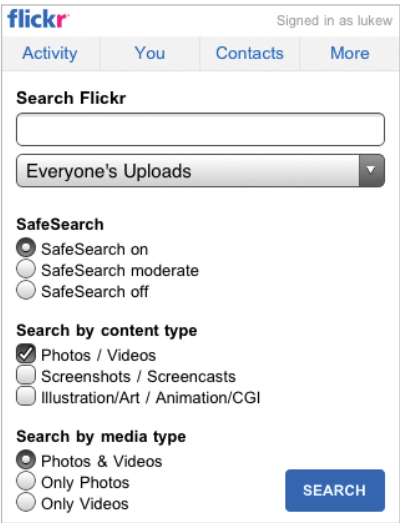 flickr
Signed in as lukew
Activity You Contacts More
Search Flickr
Everyone's Uploads
SafeSearch
SafeSearch on
SafeSearch moderate
SafeSearch off
Search by content type
Photos / Videos
Screenshots / Screencasts
Illustration/Art / Animation/CGI
Search by media type
Photos & Videos
Only Photos
Only Videos
SEARCH